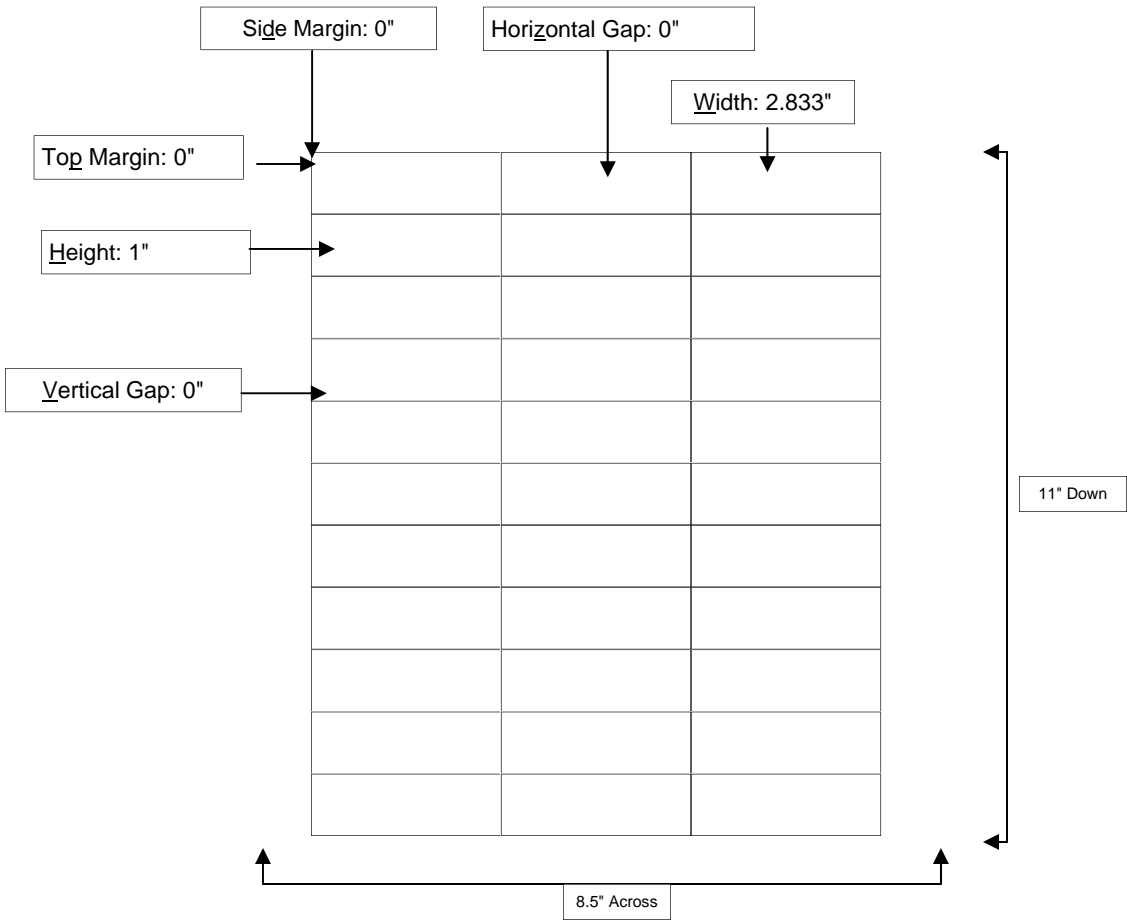 Side Margin: 0"
Horizontal Gap: 0"
Width: 2.833"
Top Margin: 0"
Height: 1"
Vertical Gap: 0"
11" Down
8.5" Across